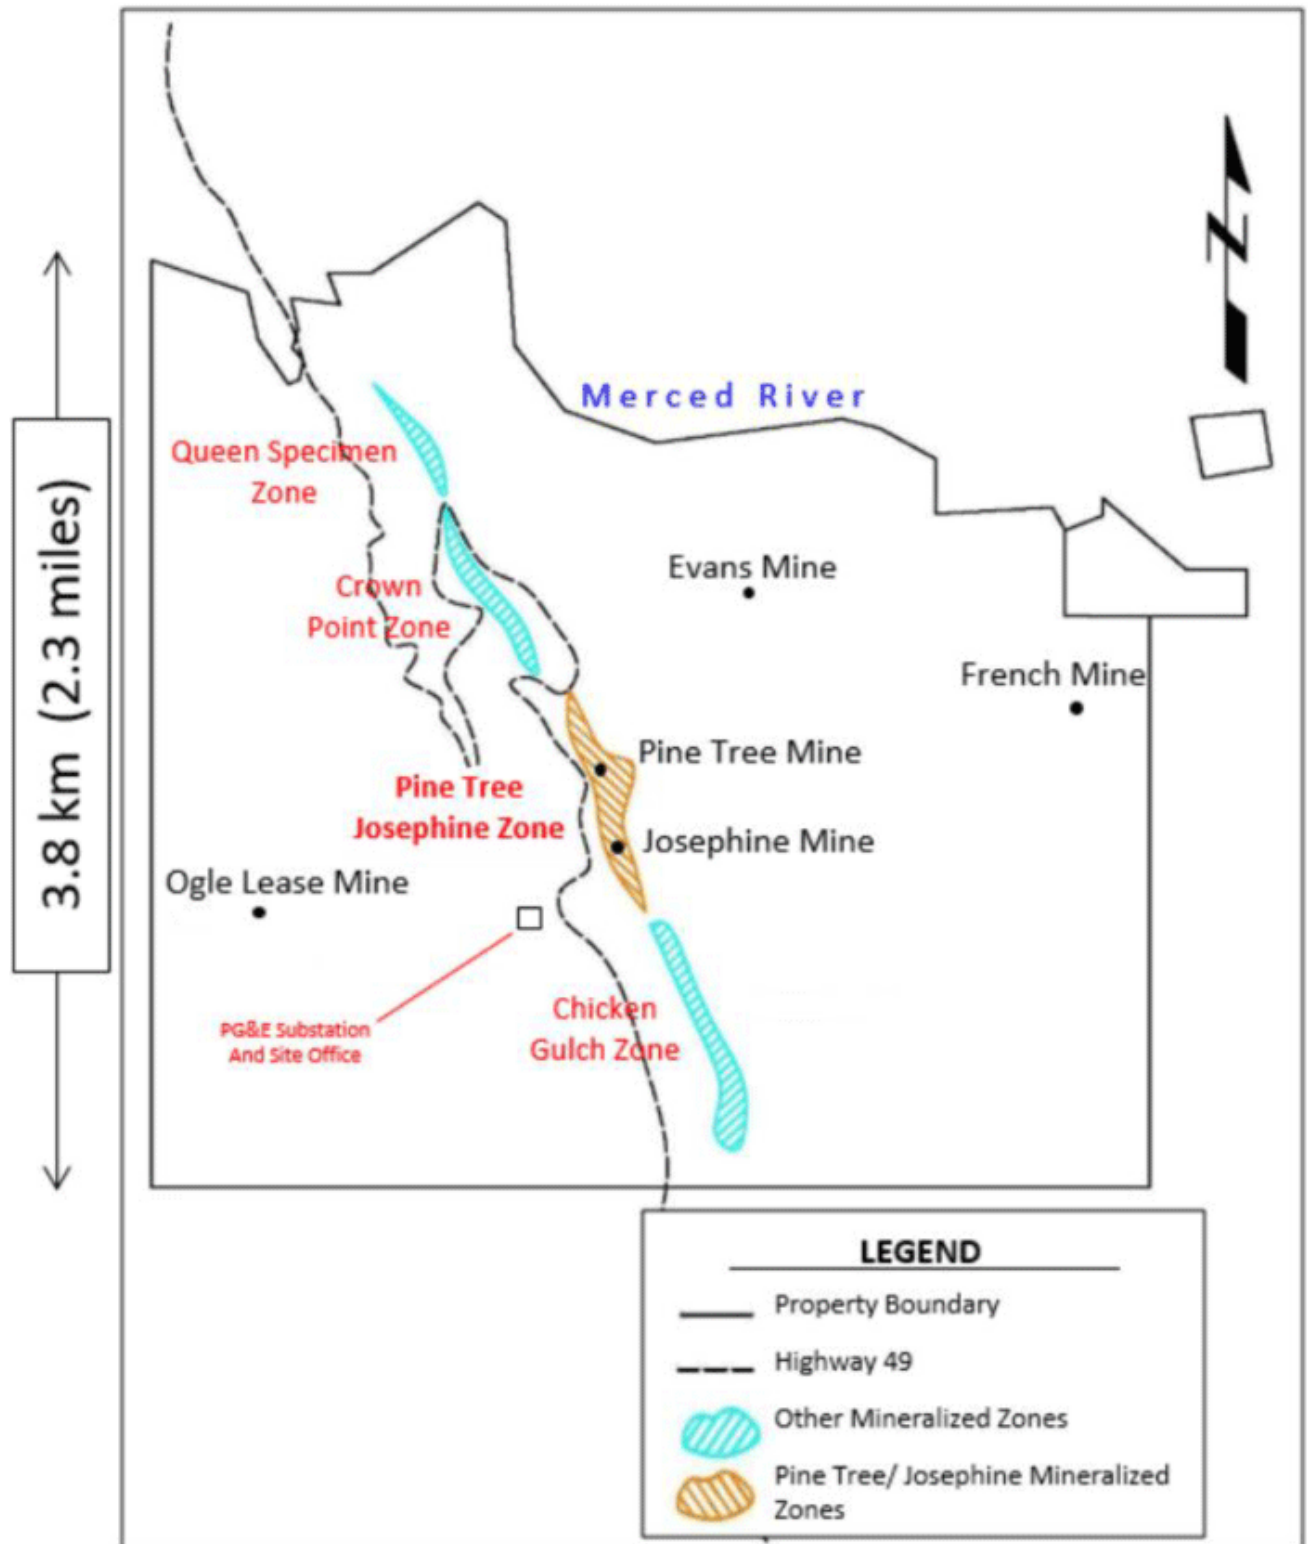 N
Merced River
Queen Specimen
Zone
3.8 km (2.3 miles)
Evans Mine
Crown
Point Zone
French Mine
Pine Tree Mine
Pine Tree
Josephine Zone
Josephine Mine
Ogle Lease Mine
Chicken
Gulch Zone
PG&E Substation
And Site Office
LEGEND
Property Boundary
Highway 49
Other Mineralized Zones
Pine Tree/ Josephine Mineralized
Zones